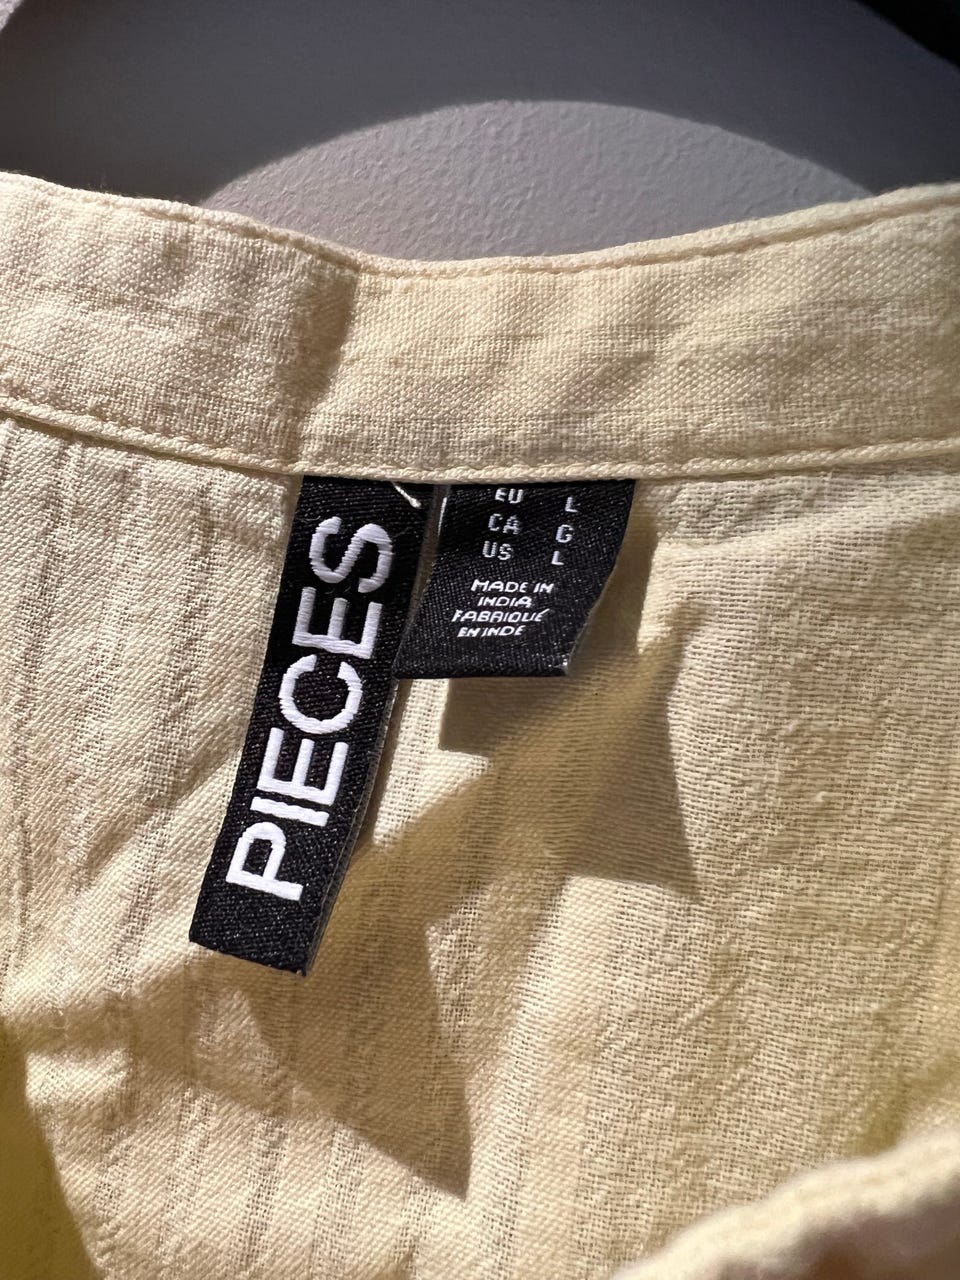 PIECES
EU L
CA G
US L
MADE IN
INDIA
FABRIQUÉ
EN INDE